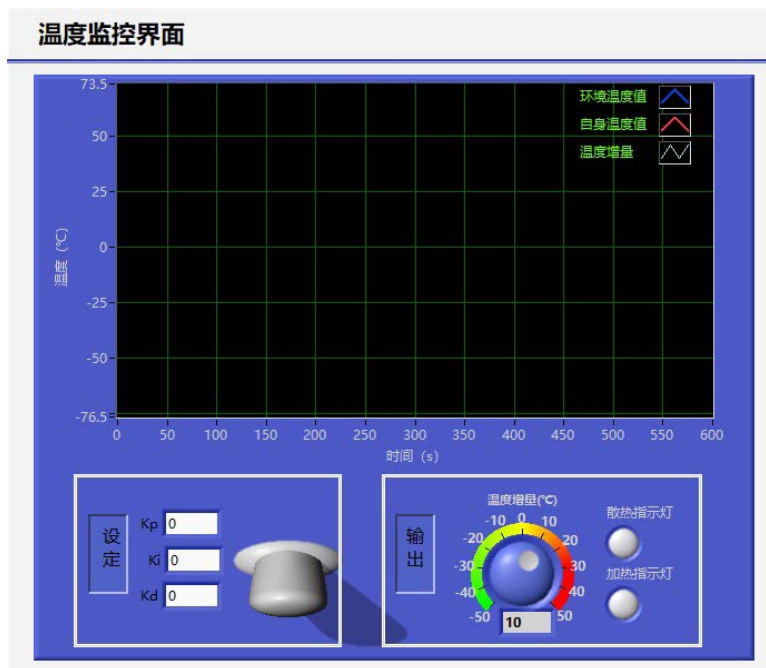 温度监控界面
73.5
环境温度值
自身温度值
50
温度增量
25
0
温度 (℃)
-25
-50
-76.5
0 50 100 150 200 250 300 350 400 450 500 550 600
时间 (s)
设定
Kp 0
Ki 0
Kd 0
输出
温度增量(℃)
-10 0 10
-20 20
-30 30
-40 40
-50 10 50
散热指示灯
加热指示灯